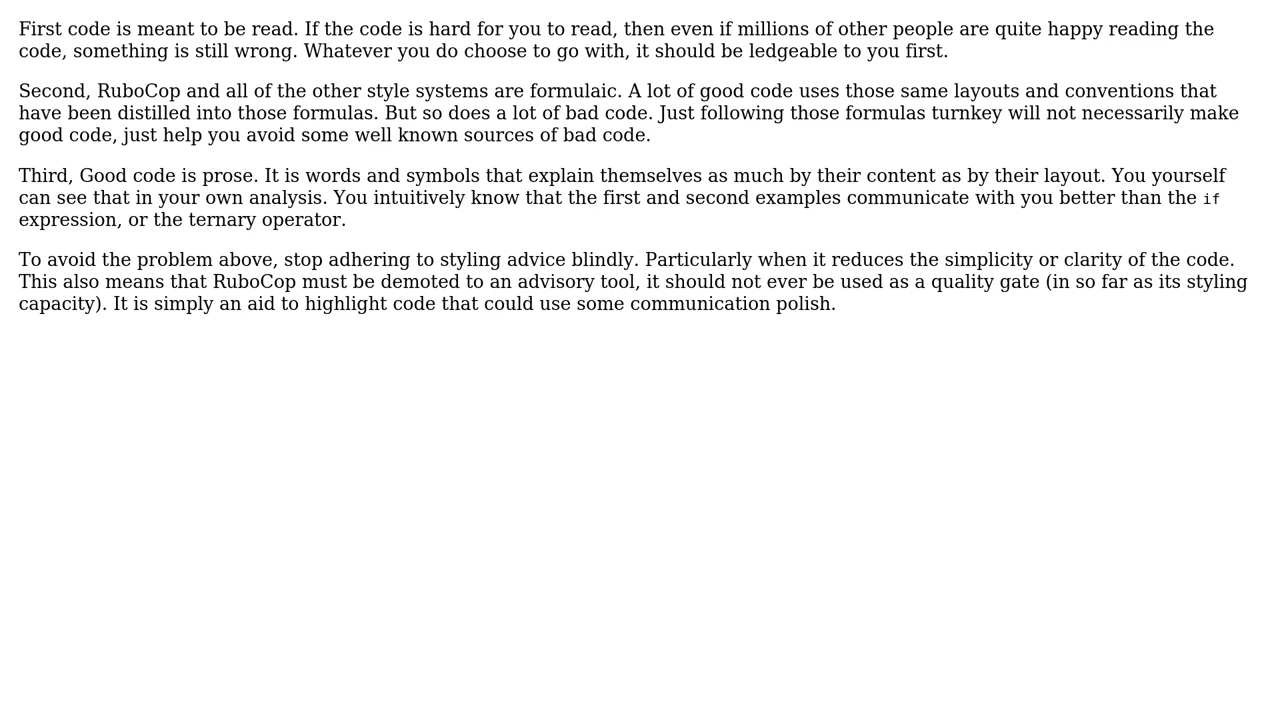 First code is meant to be read. If the code is hard for you to read, then even if millions of other people are quite happy reading the
code, something is still wrong. Whatever you do choose to go with, it should be ledgeable to you first.
Second, RuboCop and all of the other style systems are formulaic. A lot of good code uses those same layouts and conventions that
have been distilled into those formulas. But so does a lot of bad code. Just following those formulas turnkey will not necessarily make
good code, just help you avoid some well known sources of bad code.
Third, Good code is prose. It is words and symbols that explain themselves as much by their content as by their layout. You yourself
can see that in your own analysis. You intuitively know that the first and second examples communicate with you better than the if
expression, or the ternary operator.
To avoid the problem above, stop adhering to styling advice blindly. Particularly when it reduces the simplicity or clarity of the code.
This also means that RuboCop must be demoted to an advisory tool, it should not ever be used as a quality gate (in so far as its styling
capacity). It is simply an aid to highlight code that could use some communication polish.